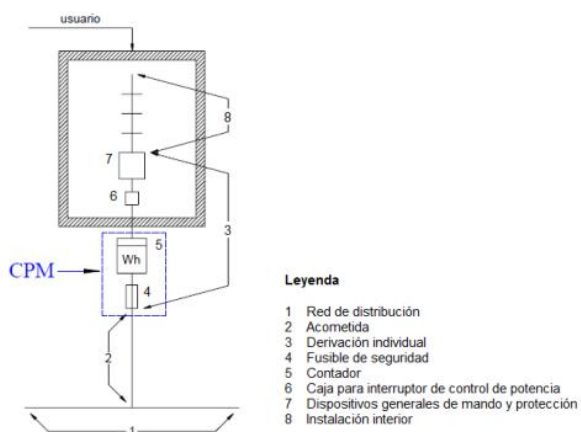 usuario
8
7
6
3
5
Wh
CPM
4
2
1
Leyenda
1 Red de distribución
2 Acometida
3 Derivación individual
4 Fusible de seguridad
5 Contador
6 Caja para interruptor de control de potencia
7 Dispositivos generales de mando y protección
8 Instalación interior